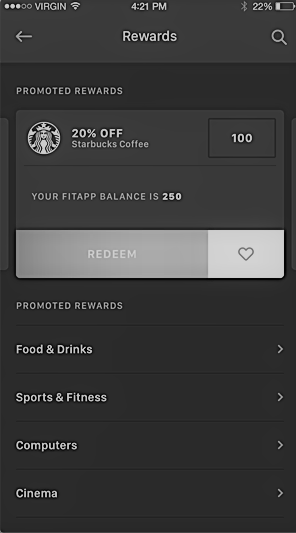 VIRGIN 4:21 PM 22%
Rewards
PROMOTED REWARDS
20% OFF
Starbucks Coffee
100
YOUR FITAPP BALANCE IS 250
REDEEM
PROMOTED REWARDS
Food & Drinks
Sports & Fitness
Computers
Cinema